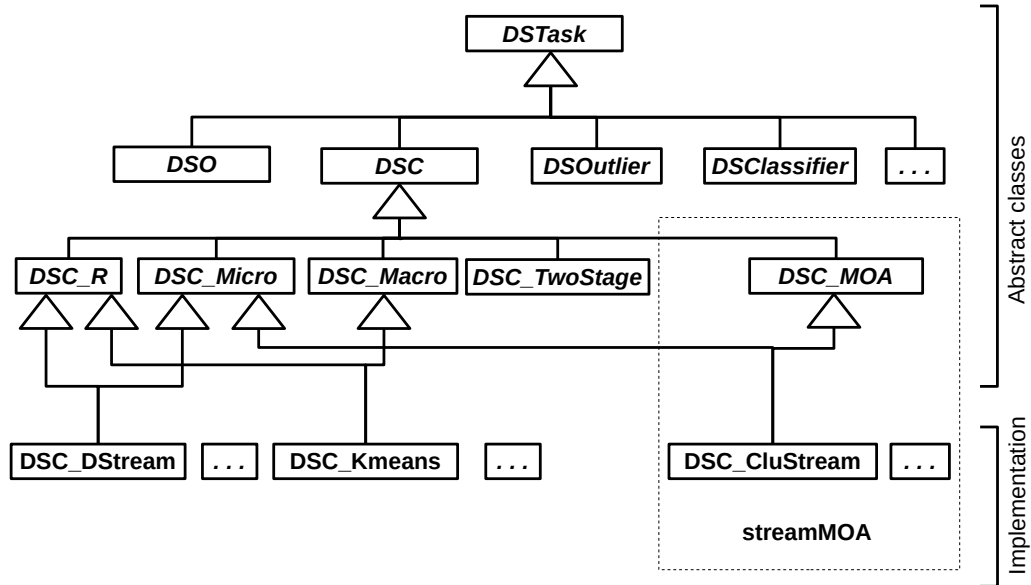 DSTask
DSO
DSC
DSOutlier
DSClassifier
. . .
DSC_R
DSC_Micro
DSC_Macro
DSC_TwoStage
DSC_MOA
Abstract classes
DSC_DStream
. . .
DSC_Kmeans
. . .
DSC_CluStream
. . .
streamMOA
Implementation